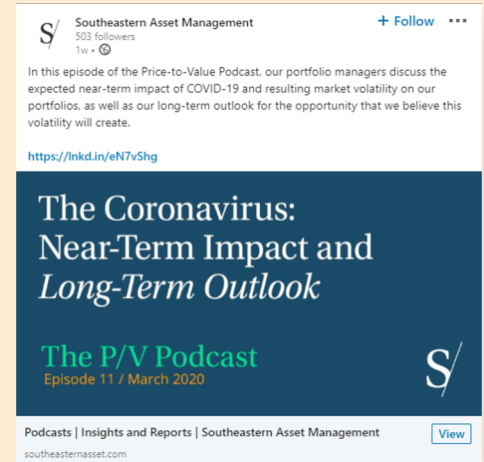 Southeastern Asset Management
+ Follow
503 followers
1w •
In this episode of the Price-to-Value Podcast, our portfolio managers discuss the
expected near-term impact of COVID-19 and resulting market volatility on our
portfolios, as well as our long-term outlook for the opportunity that we believe this
volatility will create.
https://lnkd.in/eN7vShg
The Coronavirus:
Near-Term Impact and
Long-Term Outlook
The P/V Podcast
Episode 11 / March 2020
S/
Podcasts | Insights and Reports | Southeastern Asset Management
View
southeasternasset.com